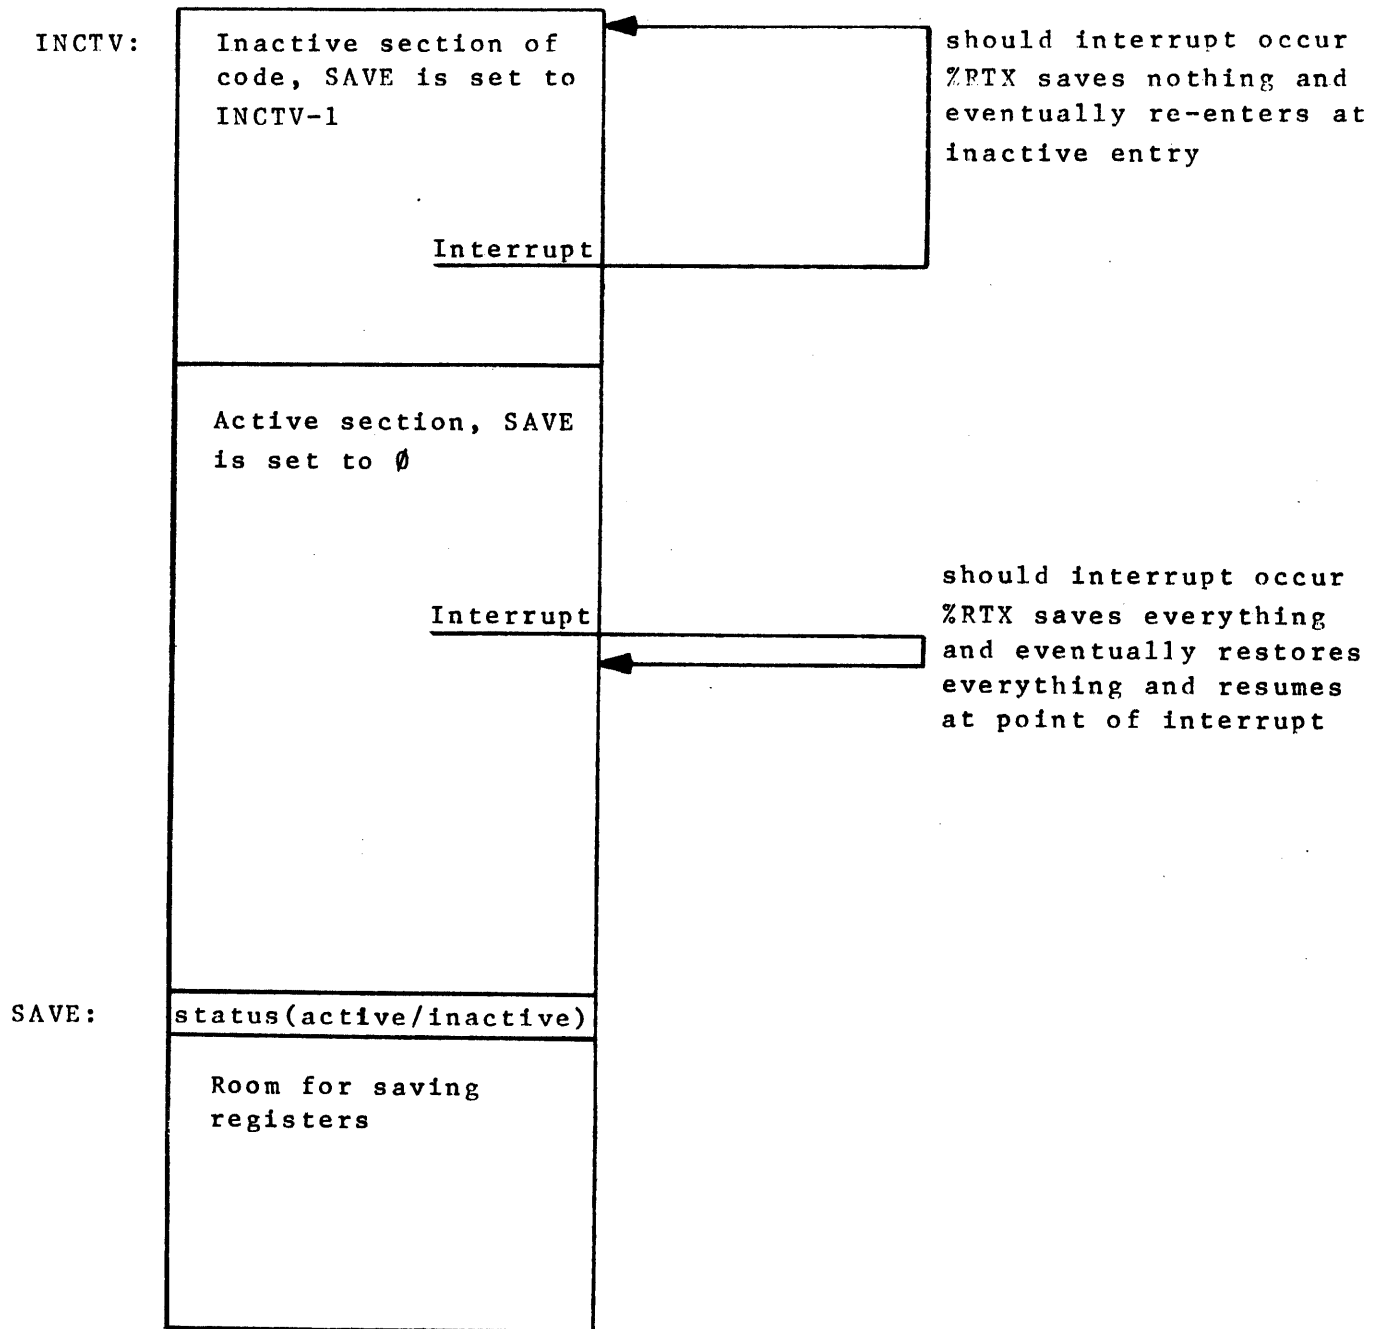 INCTV:
Inactive section of
code, SAVE is set to
INCTV-1
should interrupt occur
%RTX saves nothing and
eventually re-enters at
inactive entry
Interrupt
Active section, SAVE
is set to Ø
Interrupt
should interrupt occur
%RTX saves everything
and eventually restores
everything and resumes
at point of interrupt
SAVE:
status(active/inactive)
Room for saving
registers